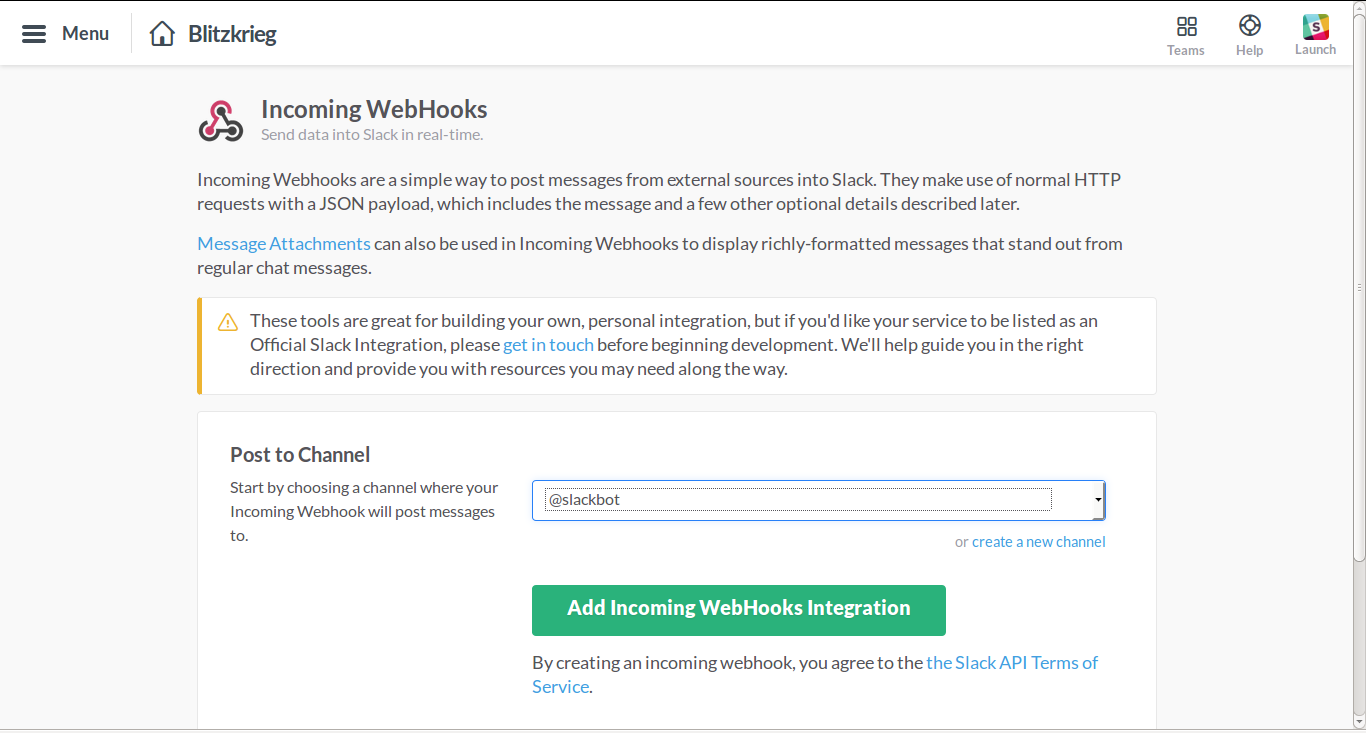 Menu
Blitzkrieg
Teams
Help
Launch
Incoming WebHooks
Send data into Slack in real-time.
Incoming Webhooks are a simple way to post messages from external sources into Slack. They make use of normal HTTP
requests with a JSON payload, which includes the message and a few other optional details described later.
Message Attachments can also be used in Incoming Webhooks to display richly-formatted messages that stand out from
regular chat messages.
These tools are great for building your own, personal integration, but if you'd like your service to be listed as an
Official Slack Integration, please get in touch before beginning development. We'll help guide you in the right
direction and provide you with resources you may need along the way.
Post to Channel
Start by choosing a channel where your
Incoming Webhook will post messages
to.
@slackbot
or create a new channel
Add Incoming WebHooks Integration
By creating an incoming webhook, you agree to the the Slack API Terms of
Service.